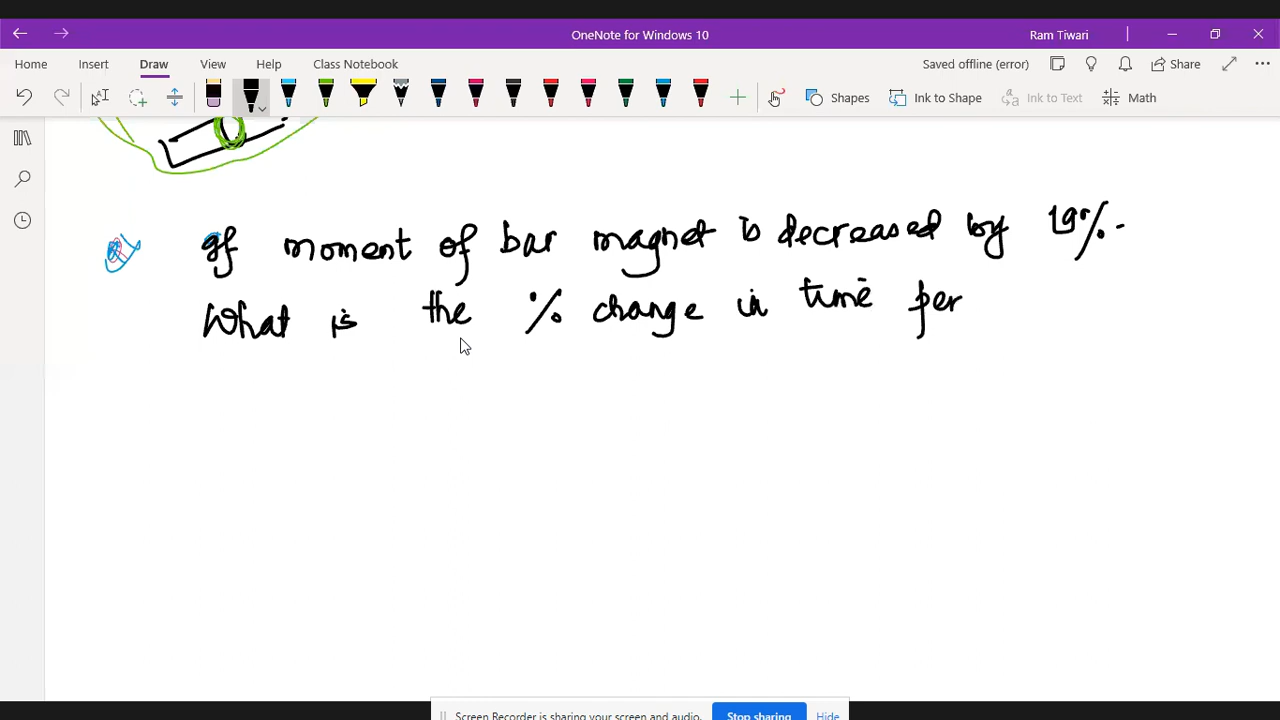 OneNote for Windows 10
Ram Tiwari
Home Insert Draw View Help Class Notebook
Saved offline (error) Share
Shapes Ink to Shape Ink to Text Math
If moment of bar magnet is decreased by 19%.
What is the % change in time per
Screen Recorder is sharing your screen and audio. Stop sharing Hide